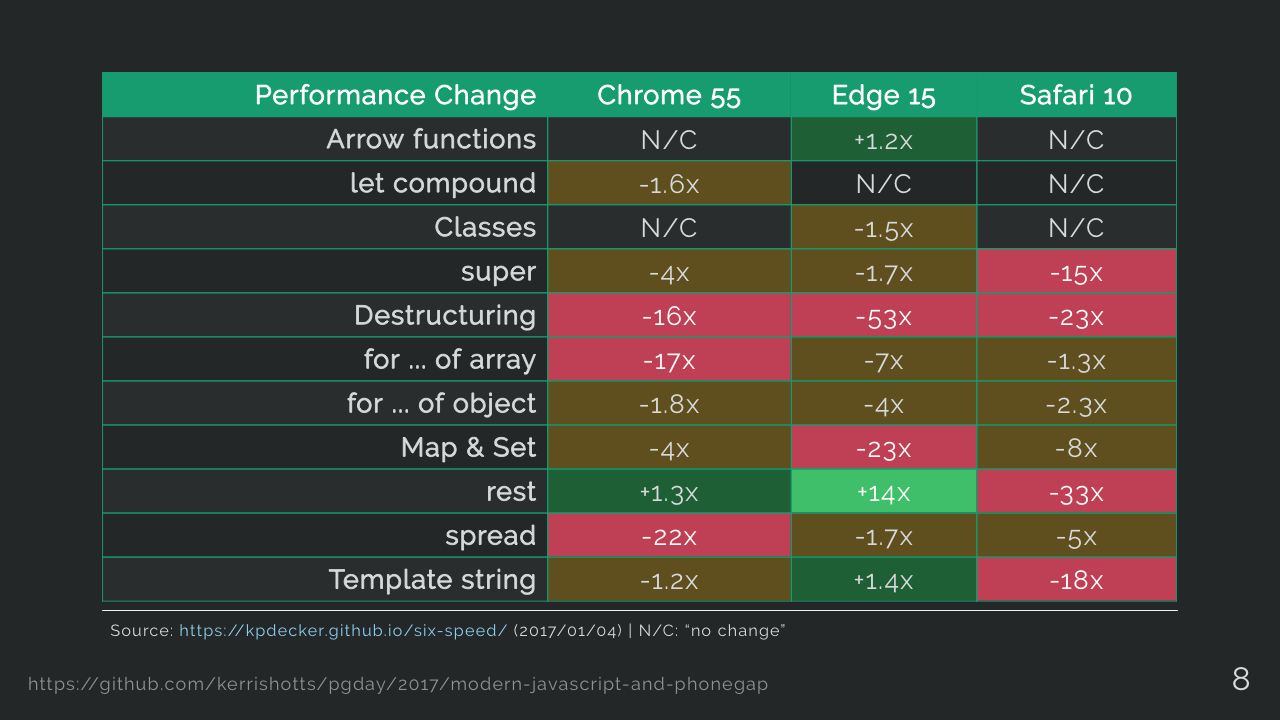 Performance Change Chrome 55 Edge 15 Safari 10
Arrow functions N/C +1.2x N/C
let compound -1.6x N/C N/C
Classes N/C -1.5x N/C
super -4x -1.7x -15x
Destructuring -16x -53x -23x
for ... of array -17x -7x -1.3x
for ... of object -1.8x -4x -2.3x
Map & Set -4x -23x -8x
rest +1.3x +14x -33x
spread -22x -1.7x -5x
Template string -1.2x +1.4x -18x
Source: https://kpdecker.github.io/six-speed/ (2017/01/04) | N/C: “no change”
https://github.com/kerrishotts/pgday/2017/modern-javascript-and-phonegap
8